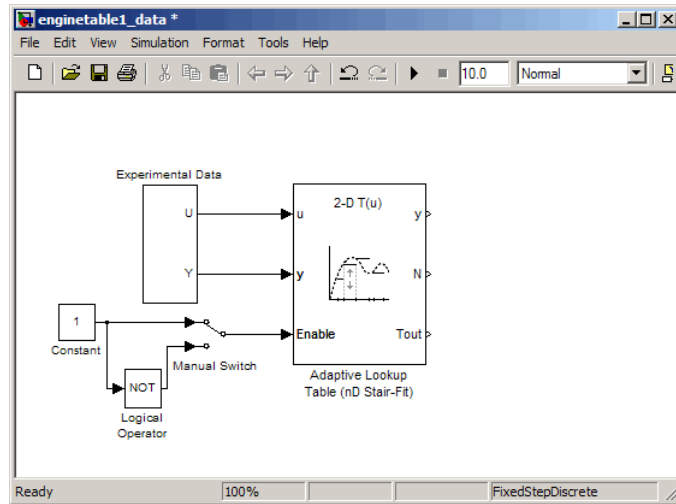 enginetable1_data *
File Edit View Simulation Format Tools Help
10.0 Normal
Experimental Data
U
Y
2-D T(u)
u
y
Enable
y
N
Tout
Adaptive Lookup
Table (nD Stair-Fit)
1
Constant
Manual Switch
NOT
Logical
Operator
Ready 100% FixedStepDiscrete